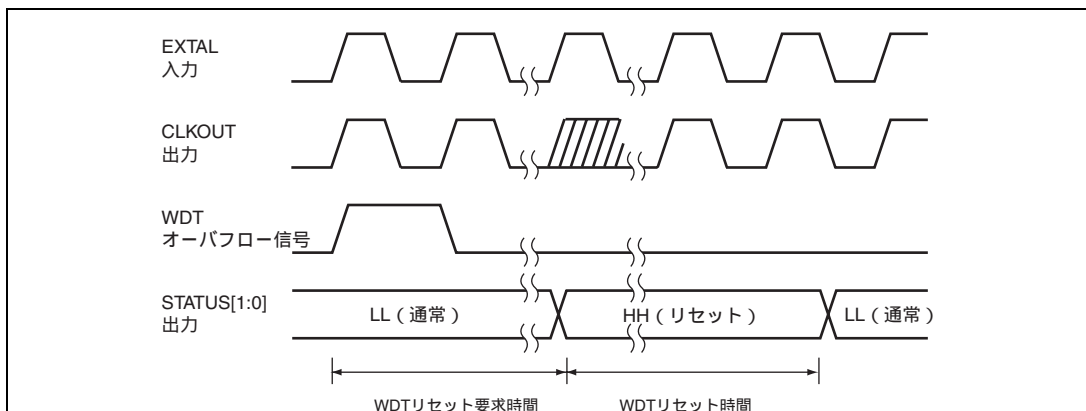 EXTAL
入力
CLKOUT
出力
WDT
オーバフロー信号
STATUS[1:0]
出力
LL（通常）
HH（リセット）
LL（通常）
WDTリセット要求時間
WDTリセット時間